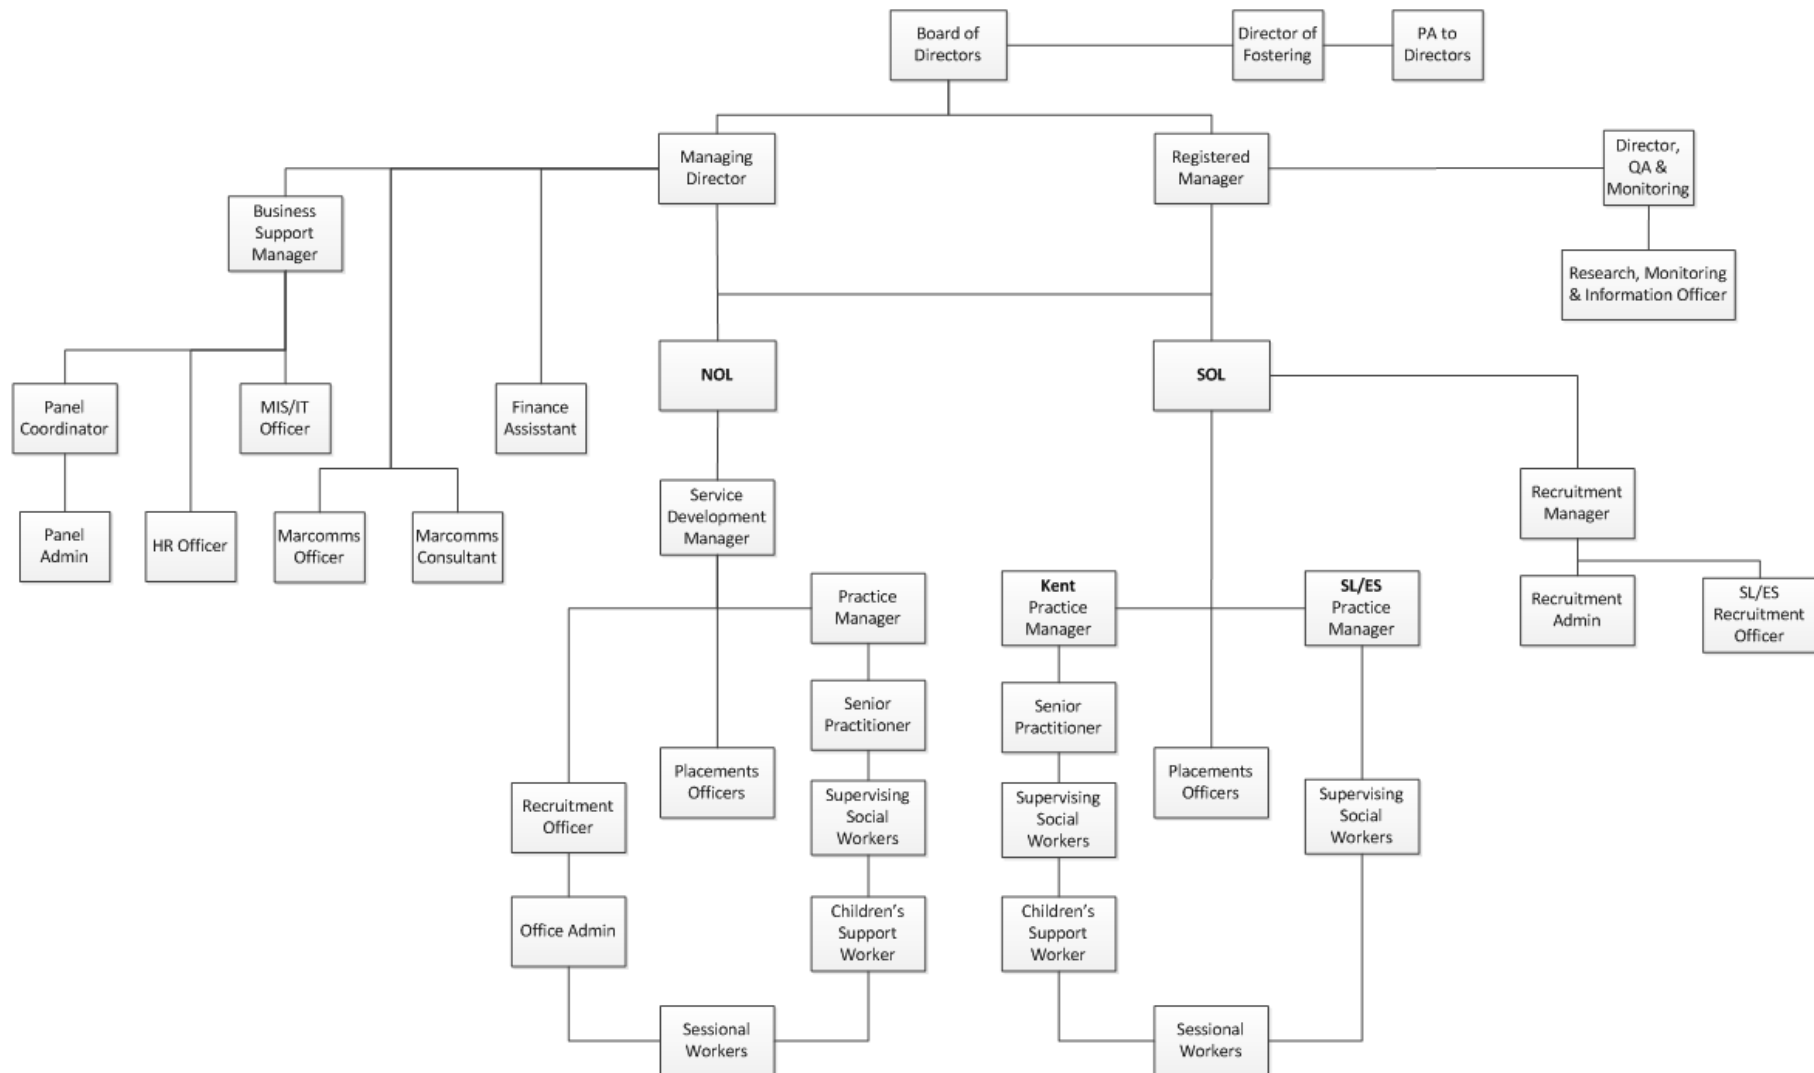 Board of
Directors
Director of
Fostering
PA to
Directors
Managing
Director
Registered
Manager
Director,
QA &
Monitoring
Business
Support
Manager
Research, Monitoring
& Information Officer
NOL
SOL
Panel
Coordinator
MIS/IT
Officer
Finance
Assisstant
Service
Development
Manager
Recruitment
Manager
Panel
Admin
HR Officer
Marcomms
Officer
Marcomms
Consultant
Practice
Manager
Kent
Practice
Manager
SL/ES
Practice
Manager
Recruitment
Admin
SL/ES
Recruitment
Officer
Senior
Practitioner
Senior
Practitioner
Placements
Officers
Placements
Officers
Recruitment
Officer
Supervising
Social
Workers
Supervising
Social
Workers
Supervising
Social
Workers
Office Admin
Children's
Support
Worker
Children's
Support
Worker
Sessional
Workers
Sessional
Workers